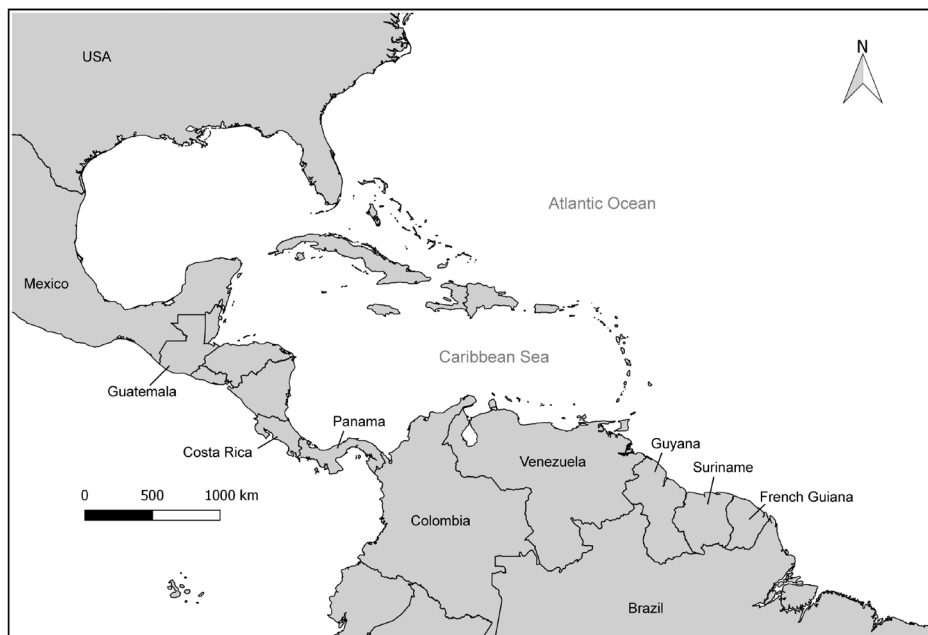 USA
N
Atlantic Ocean
Mexico
Caribbean Sea
Guatemala
Panama
Costa Rica
Guyana
Venezuela
Suriname
0 500 1000 km
French Guiana
Colombia
Brazil